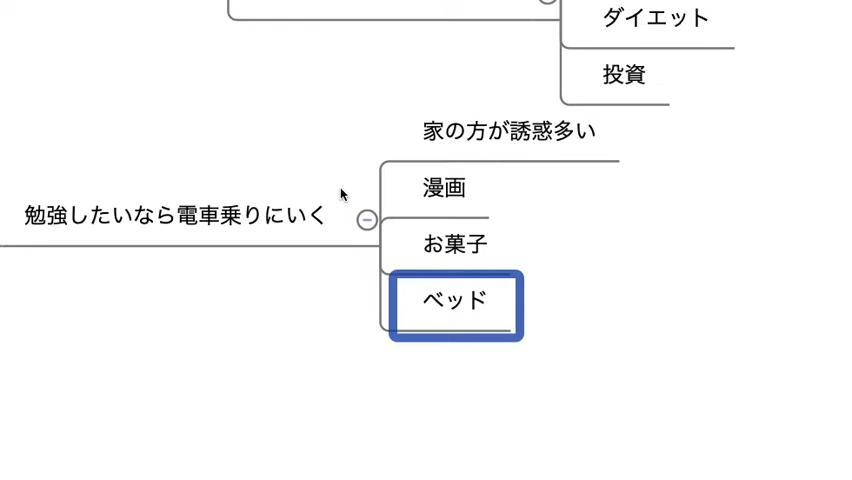 ダイエット
投資
家の方が誘惑多い
漫画
勉強したいなら電車乗りにいく
お菓子
ベッド